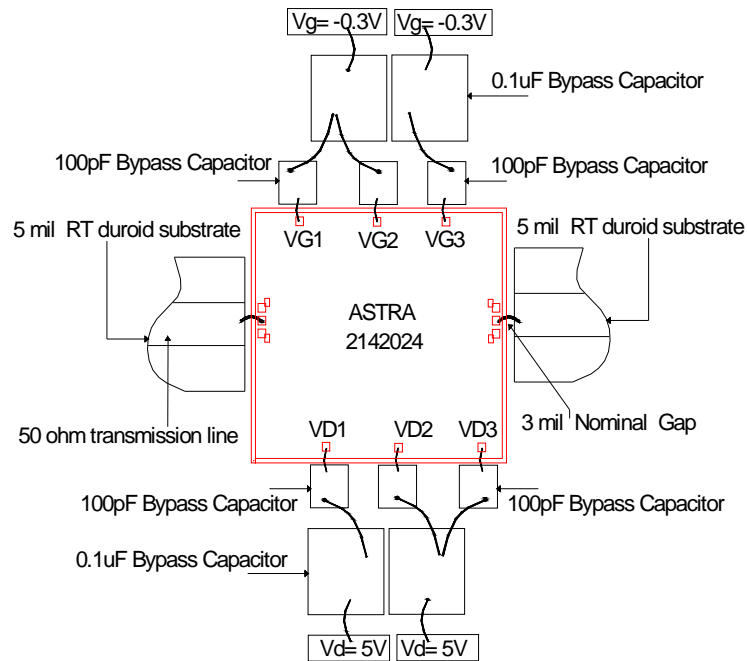 Vg= -0.3V
Vg= -0.3V
0.1uF Bypass Capacitor
100pF Bypass Capacitor
100pF Bypass Capacitor
5 mil RT duroid substrate
5 mil RT duroid substrate
VG1
VG2
VG3
ASTRA
2142024
50 ohm transmission line
3 mil Nominal Gap
VD1
VD2
VD3
100pF Bypass Capacitor
100pF Bypass Capacitor
0.1uF Bypass Capacitor
Vd= 5V
Vd= 5V